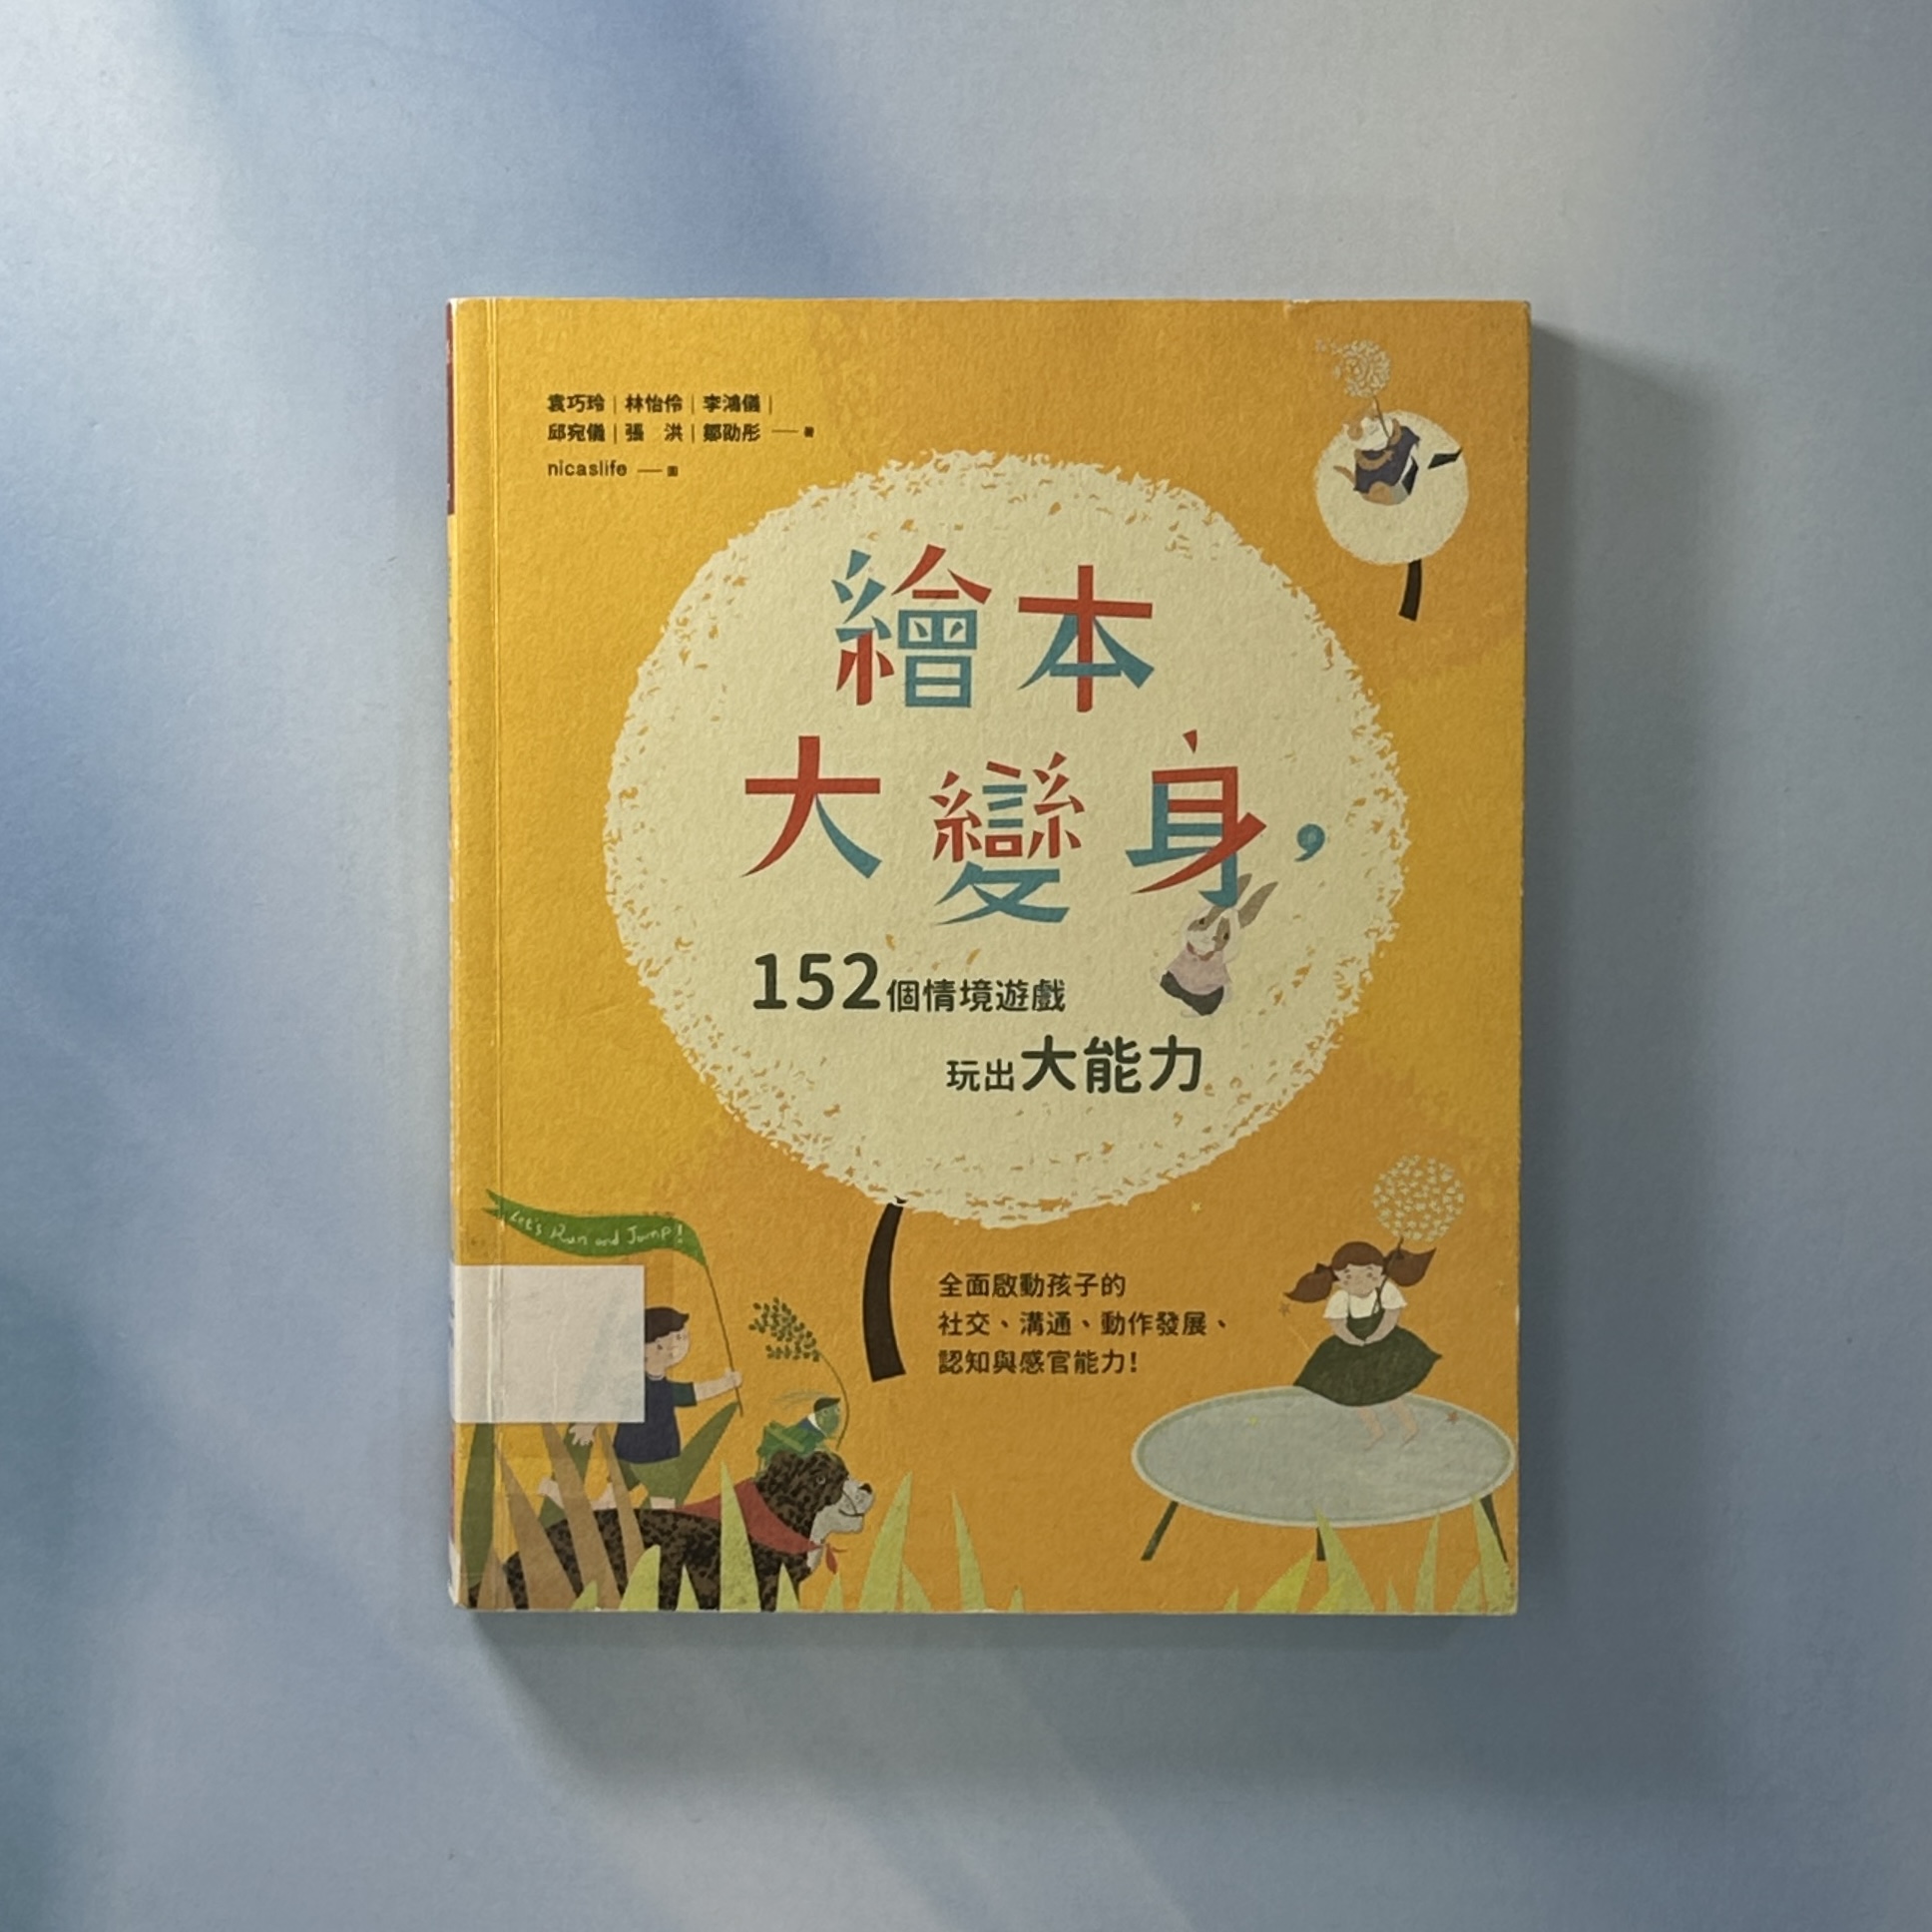 袁巧玲｜林怡伶｜李鴻儀｜
邱宛儀｜張　洪｜鄒劭彤 —— 著
nicaslife —— 圖
繪本
大變身，
152個情境遊戲
玩出大能力
Let's Run and Jump!
全面啟動孩子的
社交、溝通、動作發展、
認知與感官能力！